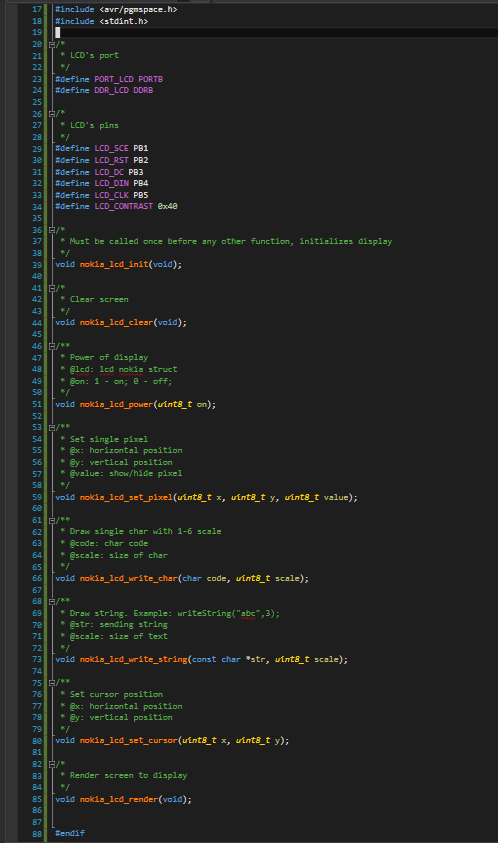 17 #include <avr/pgmspace.h>
18 #include <stdint.h>
19
20 /*
21  * LCD's port
22  */
23 #define PORT_LCD PORTB
24 #define DDR_LCD DDRB
25
26 /*
27  * LCD's pins
28  */
29 #define LCD_SCE PB1
30 #define LCD_RST PB2
31 #define LCD_DC PB3
32 #define LCD_DIN PB4
33 #define LCD_CLK PB5
34 #define LCD_CONTRAST 0x40
35
36 /*
37  * Must be called once before any other function, initializes display
38  */
39 void nokia_lcd_init(void);
40
41 /*
42  * Clear screen
43  */
44 void nokia_lcd_clear(void);
45
46 /**
47  * Power of display
48  * @lcd: lcd nokia struct
49  * @on: 1 - on; 0 - off;
50  */
51 void nokia_lcd_power(uint8_t on);
52
53 /**
54  * Set single pixel
55  * @x: horizontal position
56  * @y: vertical position
57  * @value: show/hide pixel
58  */
59 void nokia_lcd_set_pixel(uint8_t x, uint8_t y, uint8_t value);
60
61 /**
62  * Draw single char with 1-6 scale
63  * @code: char code
64  * @scale: size of char
65  */
66 void nokia_lcd_write_char(char code, uint8_t scale);
67
68 /**
69  * Draw string. Example: writeString("abc",3);
70  * @str: sending string
71  * @scale: size of text
72  */
73 void nokia_lcd_write_string(const char *str, uint8_t scale);
74
75 /**
76  * Set cursor position
77  * @x: horizontal position
78  * @y: vertical position
79  */
80 void nokia_lcd_set_cursor(uint8_t x, uint8_t y);
81
82 /*
83  * Render screen to display
84  */
85 void nokia_lcd_render(void);
86
87
88 #endif